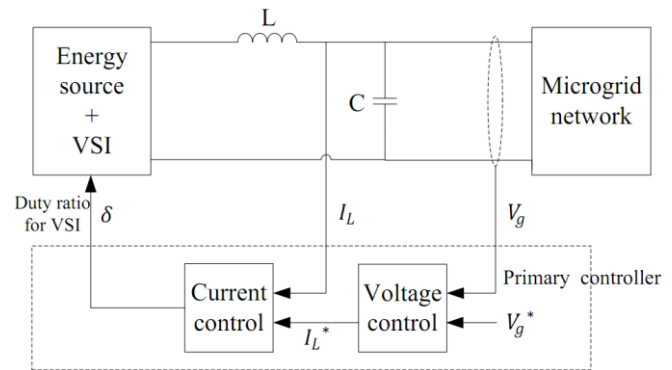 L
Energy
source
+
VSI
C
Microgrid
network
Duty ratio
for VSI
δ
I_L
V_g
Primary controller
Current
control
Voltage
control
I_L*
V_g*